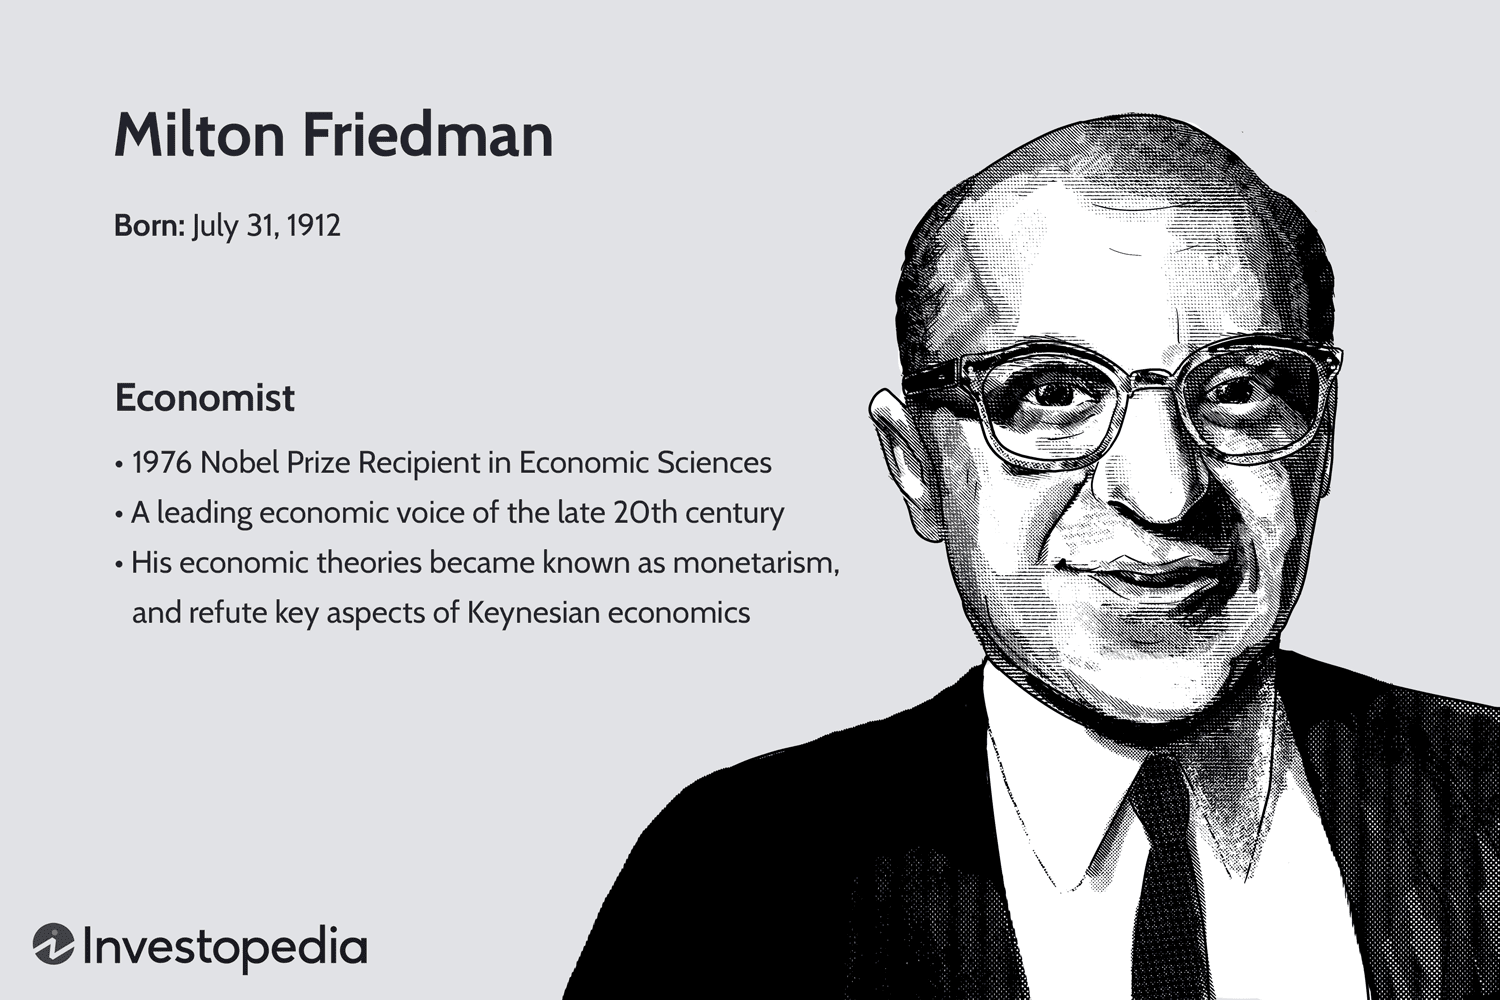 Milton Friedman
Born: July 31, 1912
Economist
• 1976 Nobel Prize Recipient in Economic Sciences
• A leading economic voice of the late 20th century
• His economic theories became known as monetarism,
and refute key aspects of Keynesian economics
Investopedia